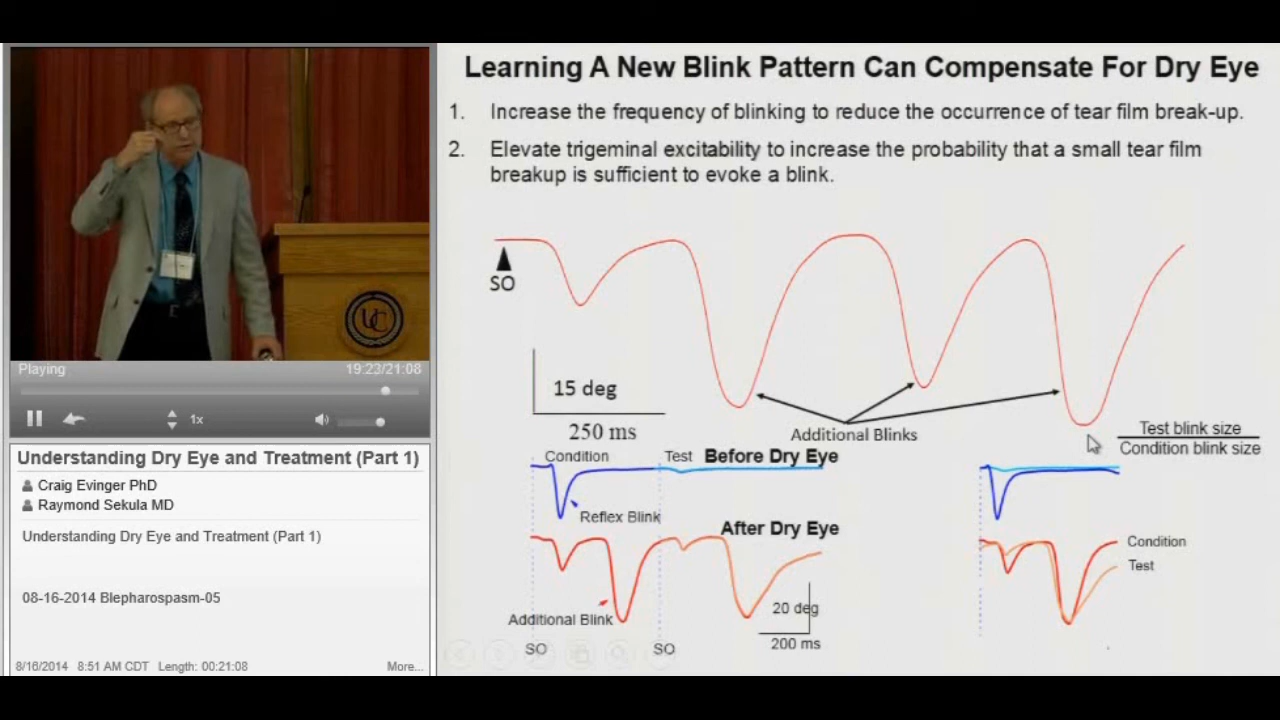 Learning A New Blink Pattern Can Compensate For Dry Eye
1. Increase the frequency of blinking to reduce the occurrence of tear film break-up.
2. Elevate trigeminal excitability to increase the probability that a small tear film
breakup is sufficient to evoke a blink.
SO
15 deg
250 ms
Additional Blinks
Test blink size
Condition blink size
Condition
Test
Before Dry Eye
Reflex Blink
After Dry Eye
Additional Blink
20 deg
200 ms
SO
SO
Condition
Test
UC
Playing
19:23/21:08
1x
Understanding Dry Eye and Treatment (Part 1)
Craig Evinger PhD
Raymond Sekula MD
Understanding Dry Eye and Treatment (Part 1)
08-16-2014 Blepharospasm-05
8/16/2014 8:51 AM CDT Length: 00:21:08
More...